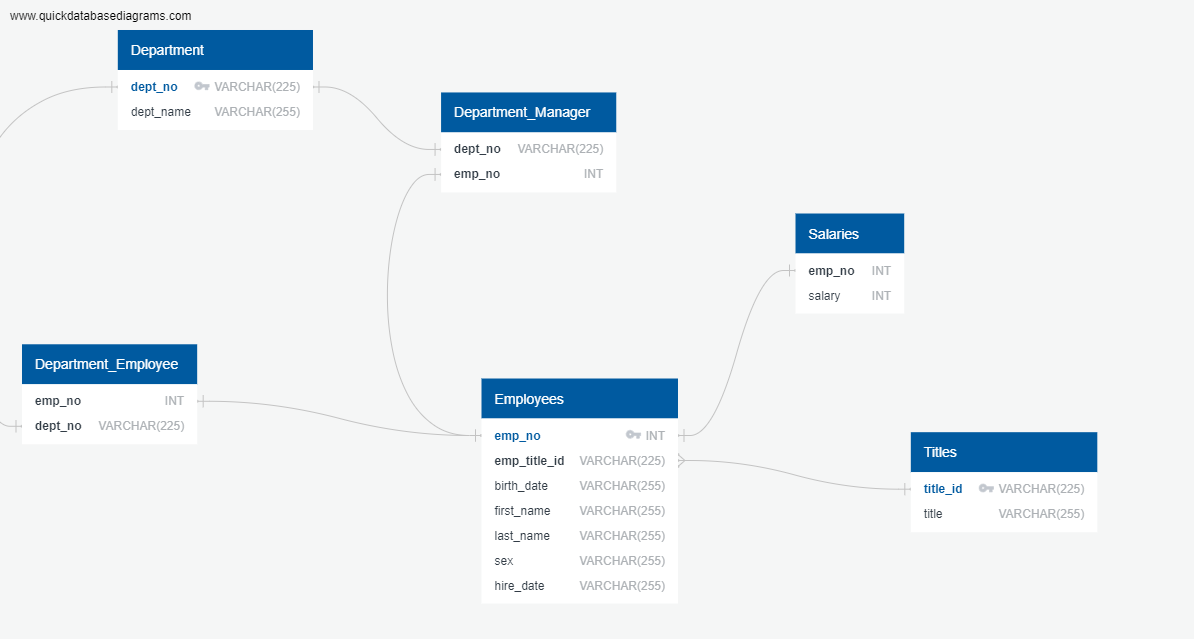 www.quickdatabasediagrams.com
Department
dept_no VARCHAR(225)
dept_name VARCHAR(255)
Department_Manager
dept_no VARCHAR(225)
emp_no INT
Salaries
emp_no INT
salary INT
Department_Employee
emp_no INT
dept_no VARCHAR(225)
Employees
emp_no INT
emp_title_id VARCHAR(225)
birth_date VARCHAR(255)
first_name VARCHAR(255)
last_name VARCHAR(255)
sex VARCHAR(255)
hire_date VARCHAR(255)
Titles
title_id VARCHAR(225)
title VARCHAR(255)